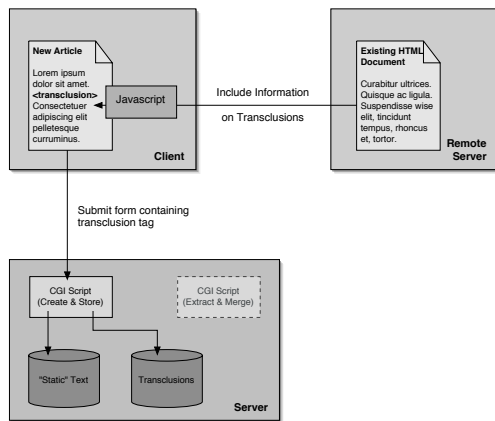 New Article
Lorem ipsum
dolor sit amet.
<transclusion>
Consectetuer
adipiscing elit
pelletesque
curruminus.
Javascript
Client
Include Information
on Transclusions
Existing HTML
Document
Curabitur ultrices.
Quisque ac ligula.
Suspendisse wise
elit, tincidunt
tempus, rhoncus
et, tortor.
Remote
Server
Submit form containing
transclusion tag
CGI Script
(Create & Store)
CGI Script
(Extract & Merge)
"Static" Text
Transclusions
Server